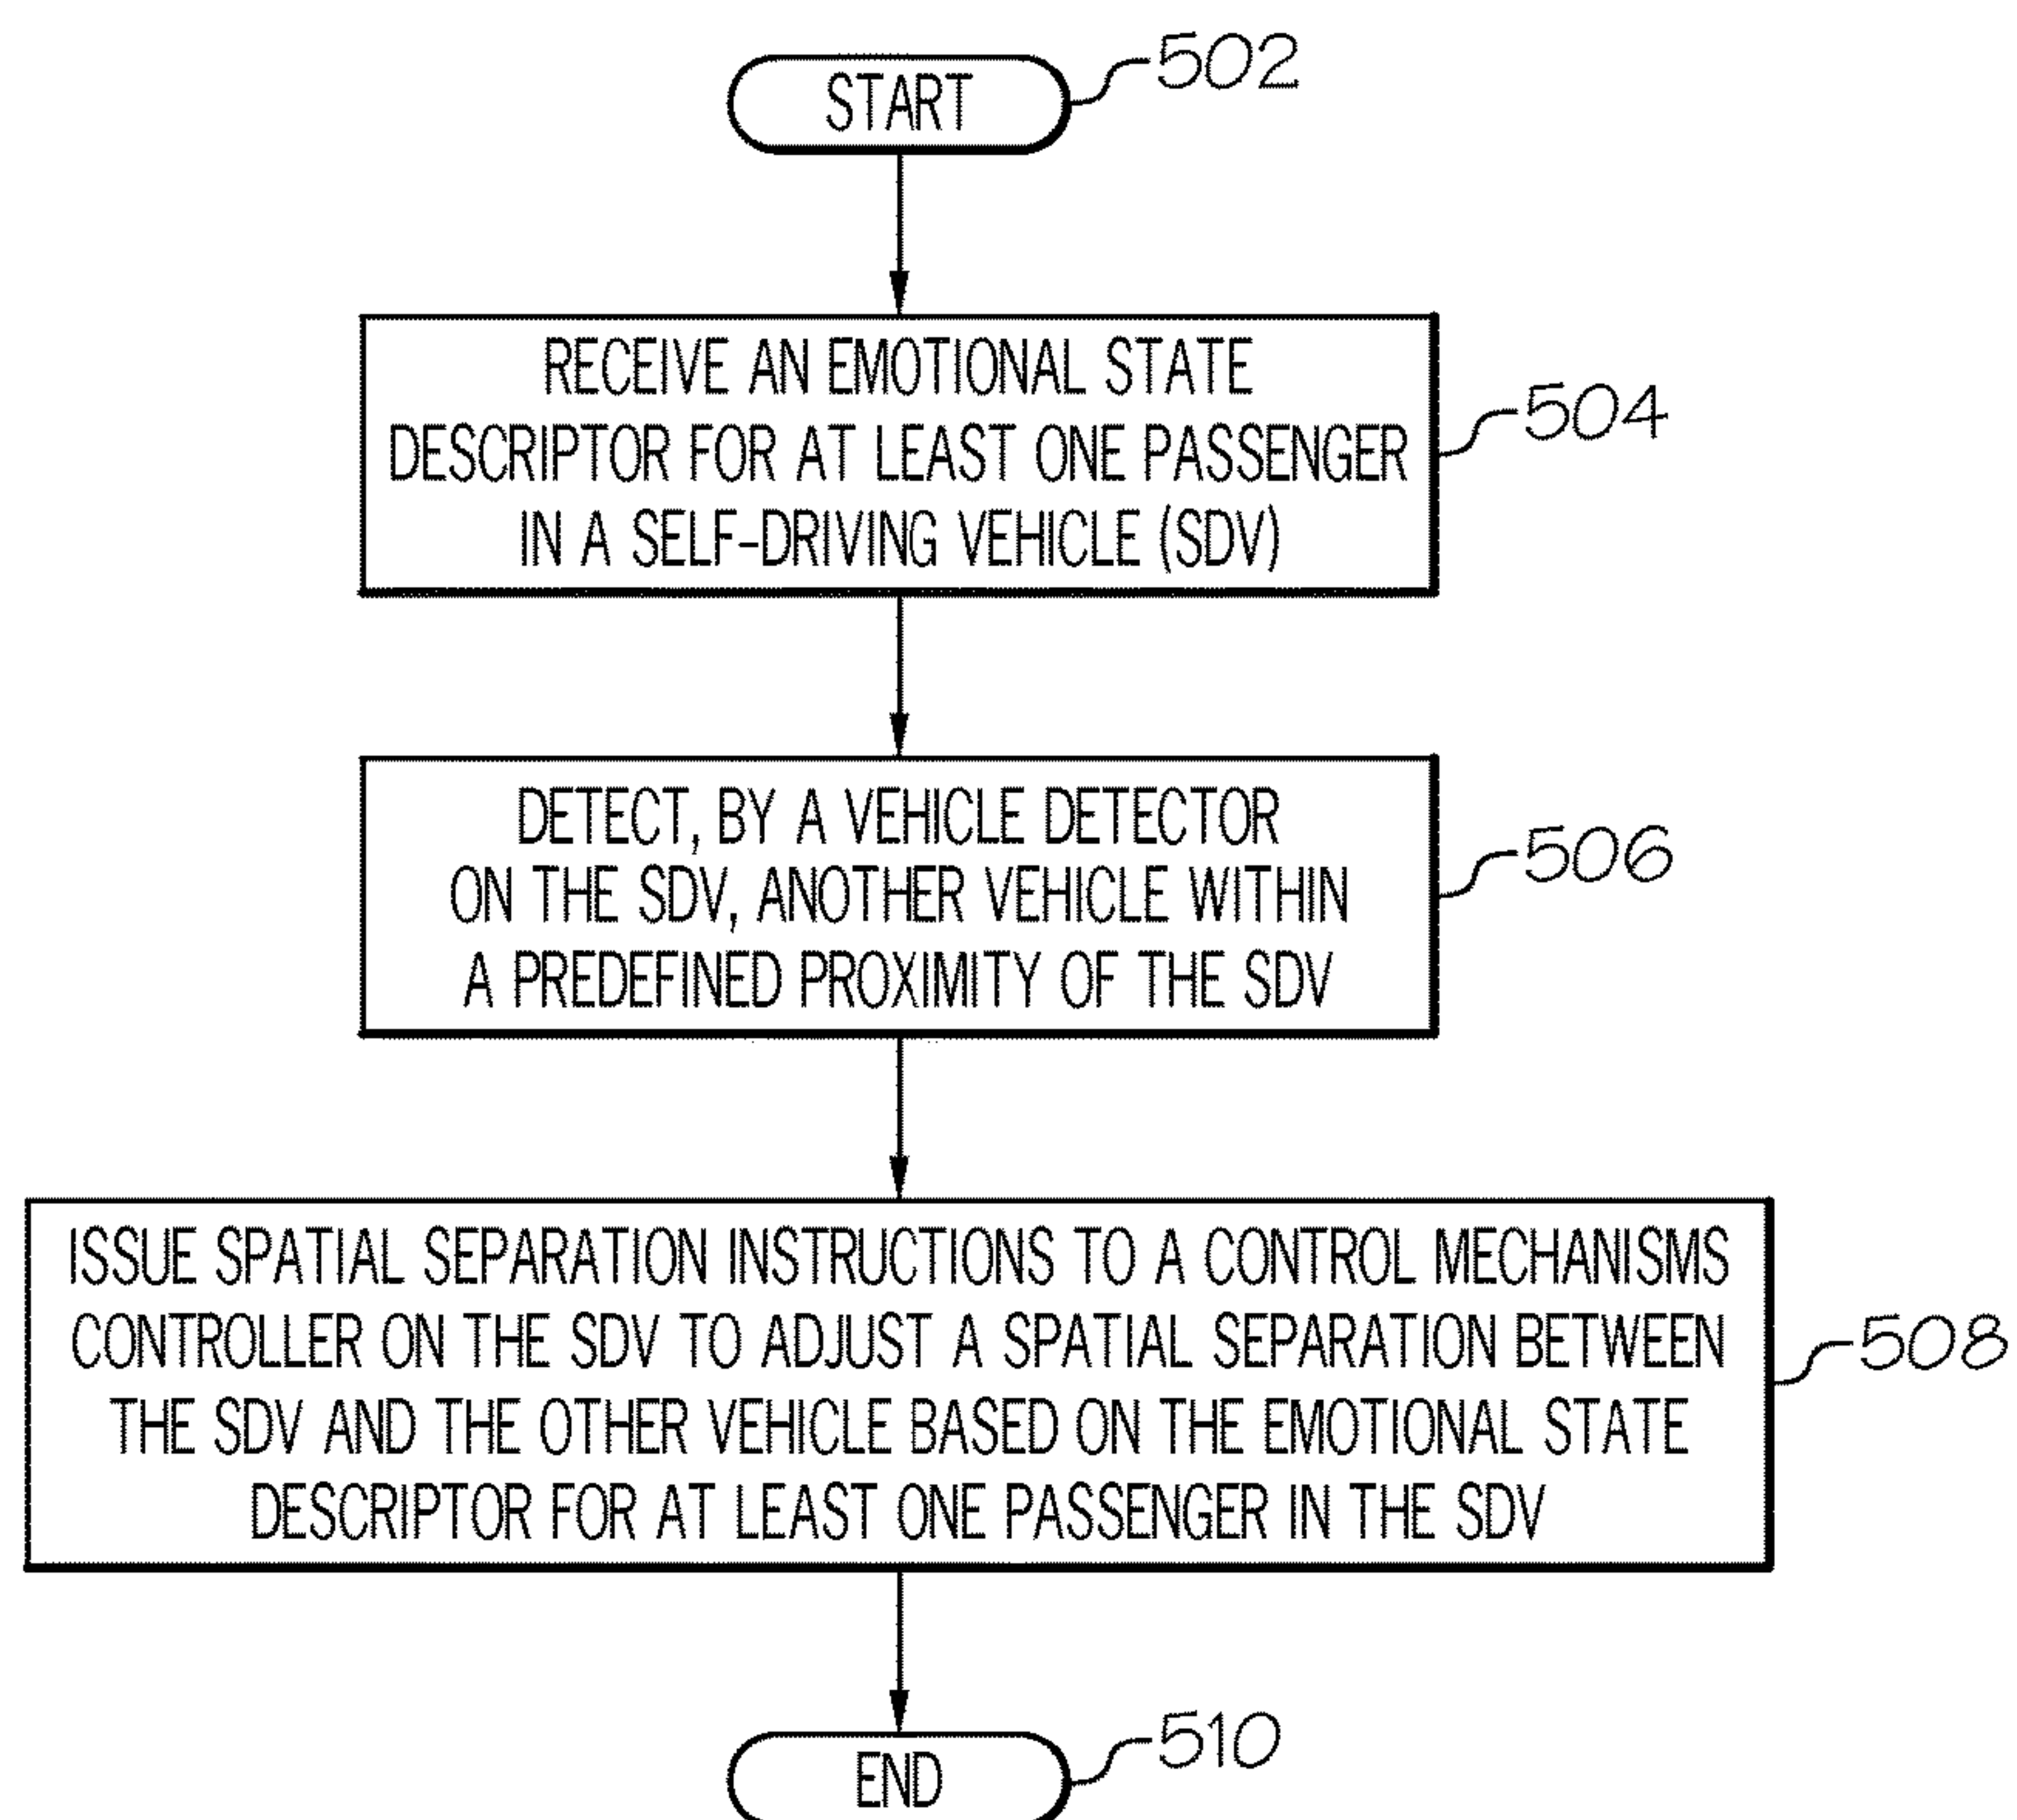 START
502
RECEIVE AN EMOTIONAL STATE
DESCRIPTOR FOR AT LEAST ONE PASSENGER
IN A SELF-DRIVING VEHICLE (SDV)
504
DETECT, BY A VEHICLE DETECTOR
ON THE SDV, ANOTHER VEHICLE WITHIN
A PREDEFINED PROXIMITY OF THE SDV
506
ISSUE SPATIAL SEPARATION INSTRUCTIONS TO A CONTROL MECHANISMS
CONTROLLER ON THE SDV TO ADJUST A SPATIAL SEPARATION BETWEEN
THE SDV AND THE OTHER VEHICLE BASED ON THE EMOTIONAL STATE
DESCRIPTOR FOR AT LEAST ONE PASSENGER IN THE SDV
508
END
510